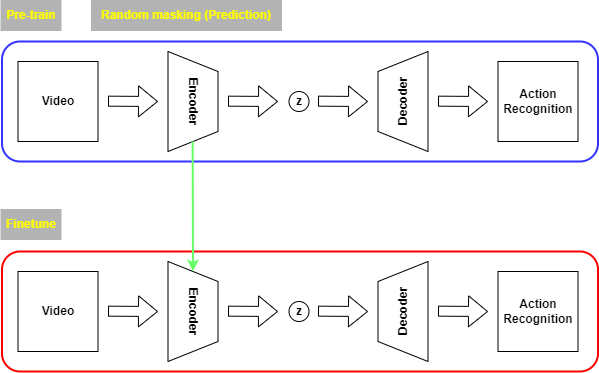 Pre-train
Random masking (Prediction)
Video
Encoder
z
Decoder
Action
Recognition
Finetune
Video
Encoder
z
Decoder
Action
Recognition